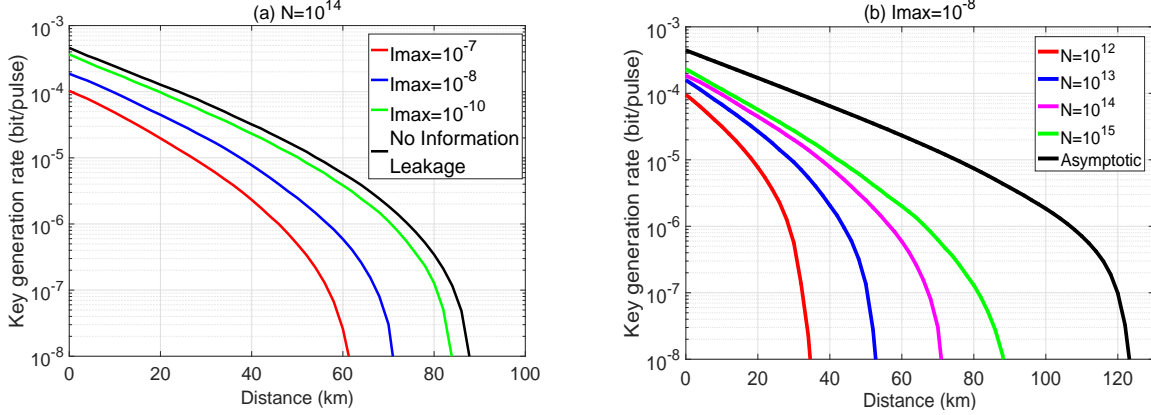 (a) N=10^14
Key generation rate (bit/pulse)
10^-3
10^-4
10^-5
10^-6
10^-7
10^-8
Imax=10^-7
Imax=10^-8
Imax=10^-10
No Information
Leakage
0 20 40 60 80 100
Distance (km)
(b) Imax=10^-8
Key generation rate (bit/pulse)
10^-3
10^-4
10^-5
10^-6
10^-7
10^-8
N=10^12
N=10^13
N=10^14
N=10^15
Asymptotic
0 20 40 60 80 100 120
Distance (km)